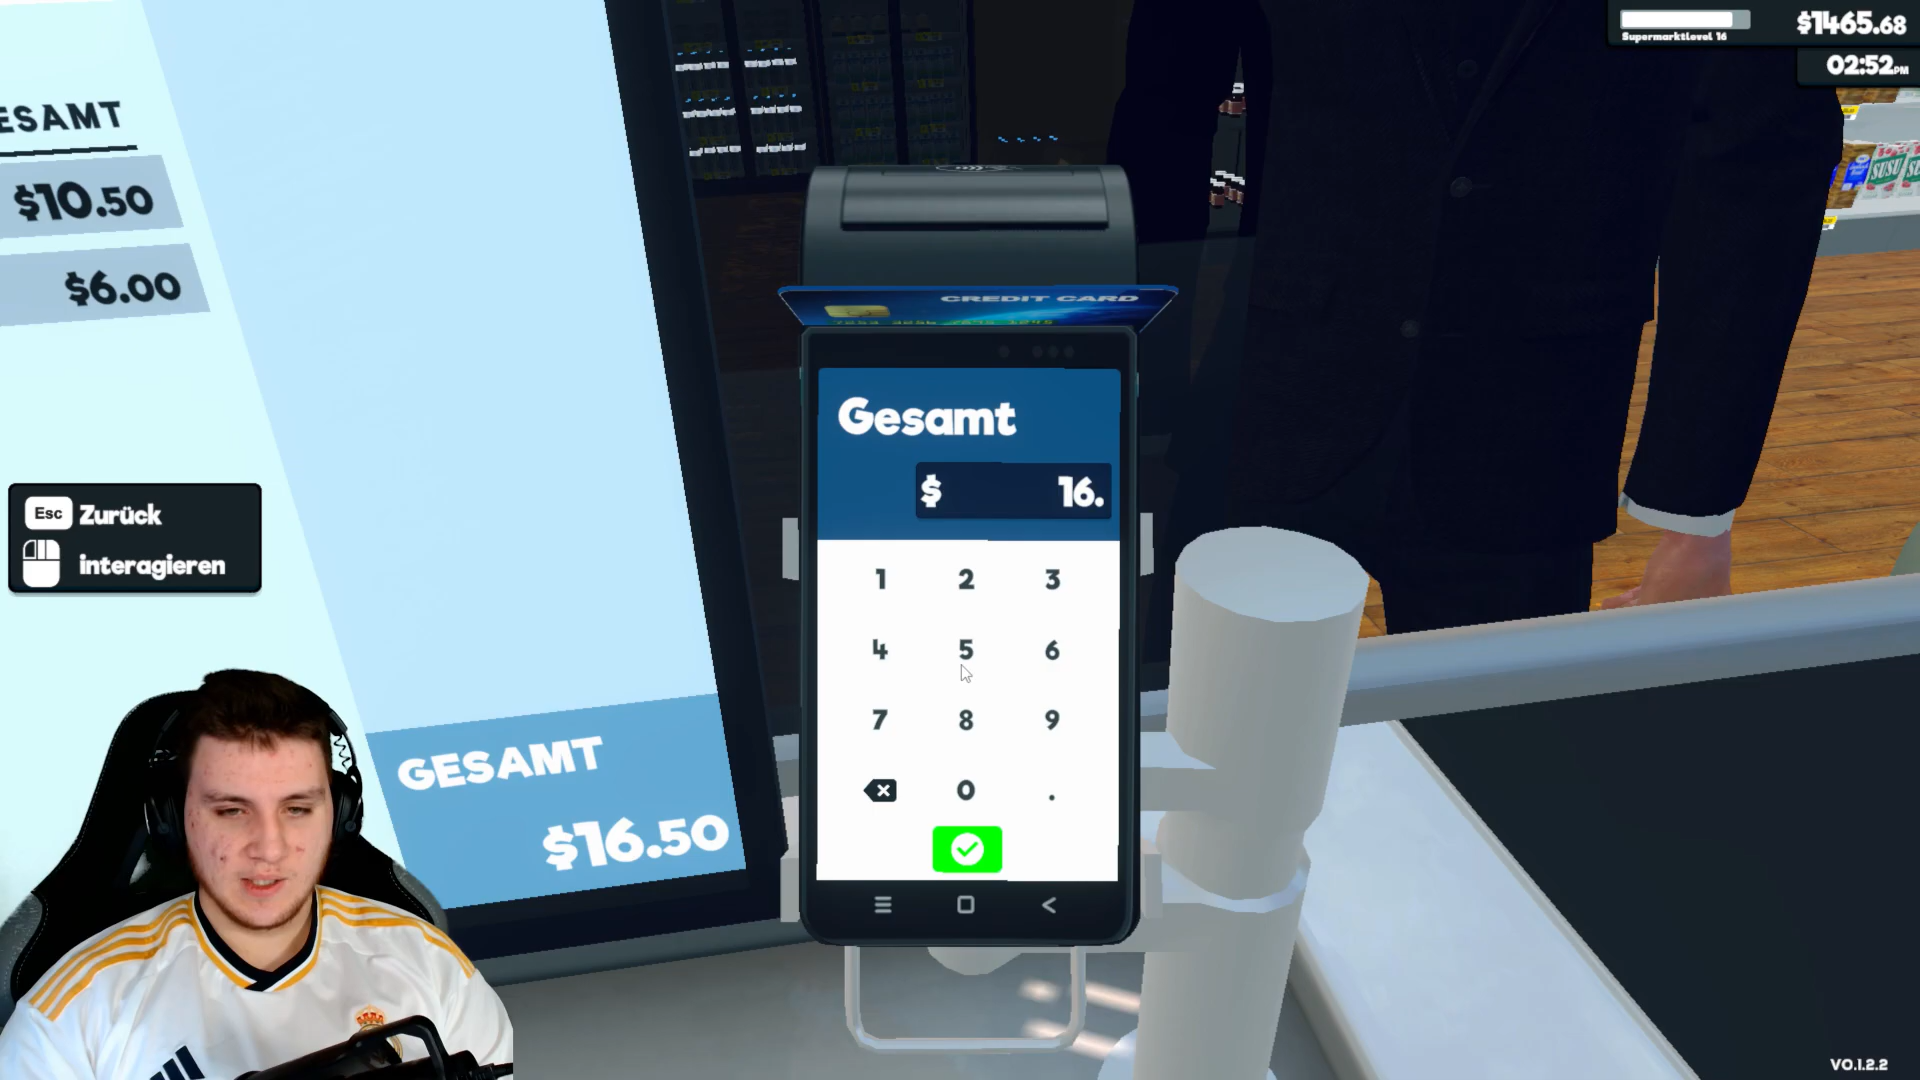 $1465.68
Supermarktlevel 16
02:52PM
ESAMT
$10.50
$6.00
SUSU
CREDIT CARD
Gesamt
$ 16.
1 2 3
4 5 6
7 8 9
0 .
Esc Zurück
interagieren
GESAMT
$16.50
V0.1.2.2